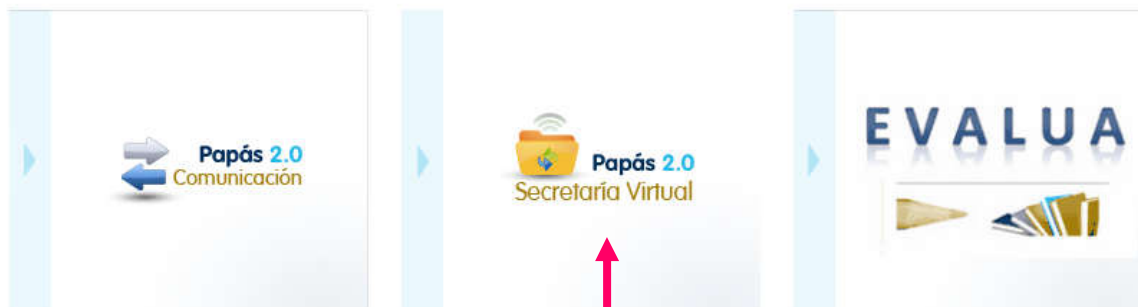 Papás 2.0
Comunicación
Papás 2.0
Secretaría Virtual
EVALUA